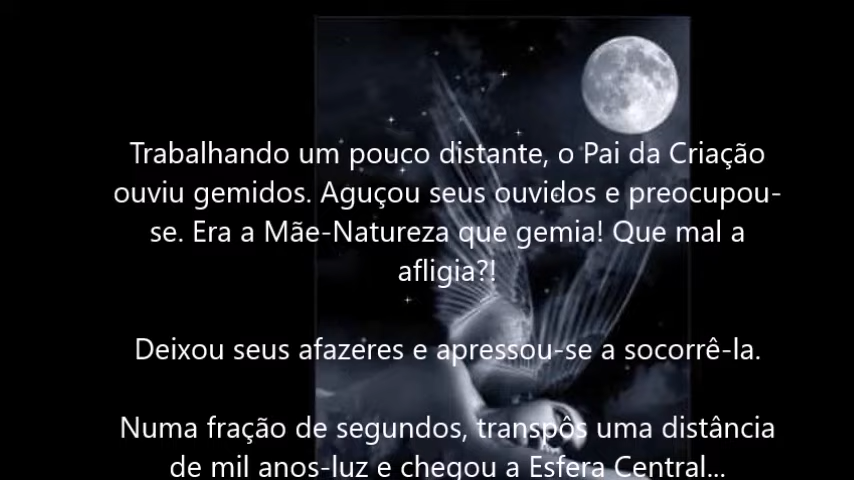 Trabalhando um pouco distante, o Pai da Criação
ouviu gemidos. Aguçou seus ouvidos e preocupou-
se. Era a Mãe-Natureza que gemia! Que mal a
afligia?!
Deixou seus afazeres e apressou-se a socorrê-la.
Numa fração de segundos, transpôs uma distância
de mil anos-luz e chegou a Esfera Central...